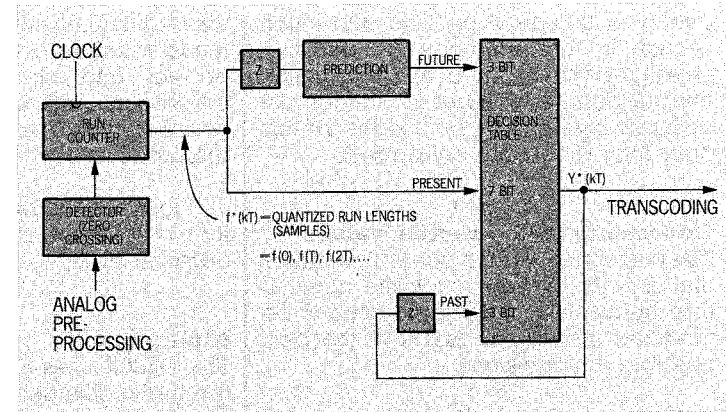 CLOCK
RUN
COUNTER
DETECTOR
(ZERO
CROSSING)
ANALOG
PRE-
PROCESSING
Z
PREDICTION
FUTURE
PRESENT
f* (kT) — QUANTIZED RUN LENGTHS
(SAMPLES)
— f(0), f(T), f(2T),....
PAST
3 BIT
DECISION
TABLE
7 BIT
3 BIT
Y* (kT)
TRANSCODING